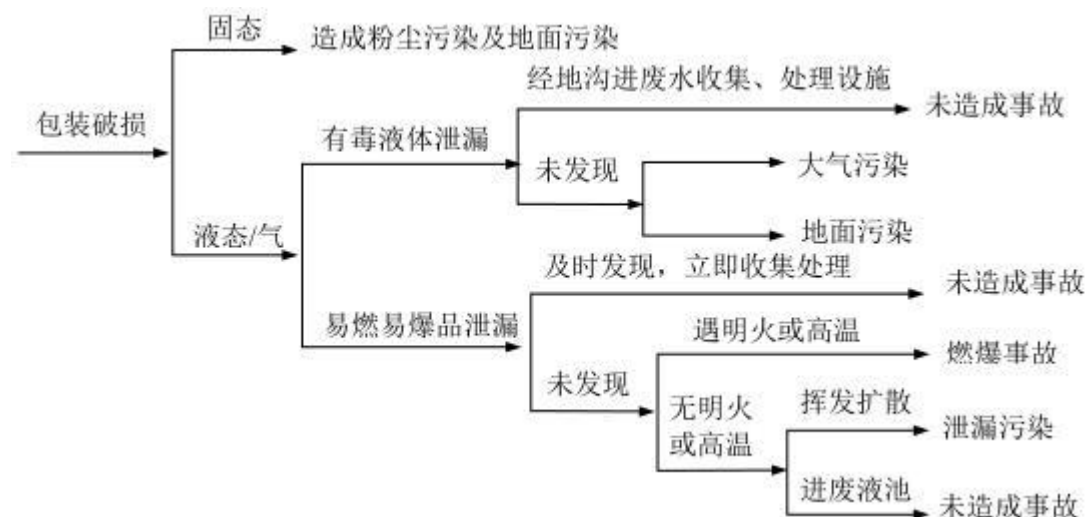 固态
造成粉尘污染及地面污染
经地沟进废水收集、处理设施
未造成事故
包装破损
有毒液体泄漏
未发现
大气污染
地面污染
液态/气
及时发现，立即收集处理
未造成事故
易燃易爆品泄漏
遇明火或高温
燃爆事故
未发现
无明火
或高温
挥发扩散
泄漏污染
进废液池
未造成事故